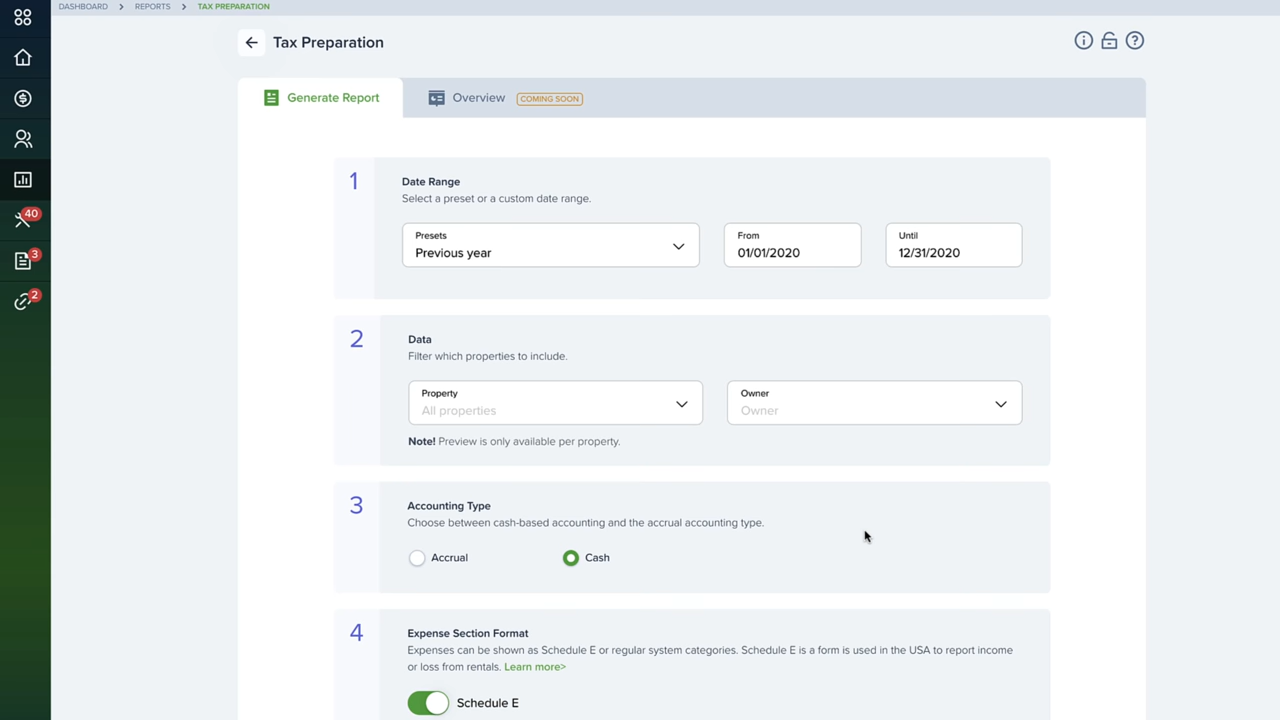 DASHBOARD > REPORTS > TAX PREPARATION
Tax Preparation
Generate Report
Overview COMING SOON
1
Date Range
Select a preset or a custom date range.
Presets
Previous year
From
01/01/2020
Until
12/31/2020
40
3
2
2
Data
Filter which properties to include.
Property
All properties
Owner
Owner
Note! Preview is only available per property.
3
Accounting Type
Choose between cash-based accounting and the accrual accounting type.
Accrual
Cash
4
Expense Section Format
Expenses can be shown as Schedule E or regular system categories. Schedule E is a form is used in the USA to report income
or loss from rentals. Learn more>
Schedule E